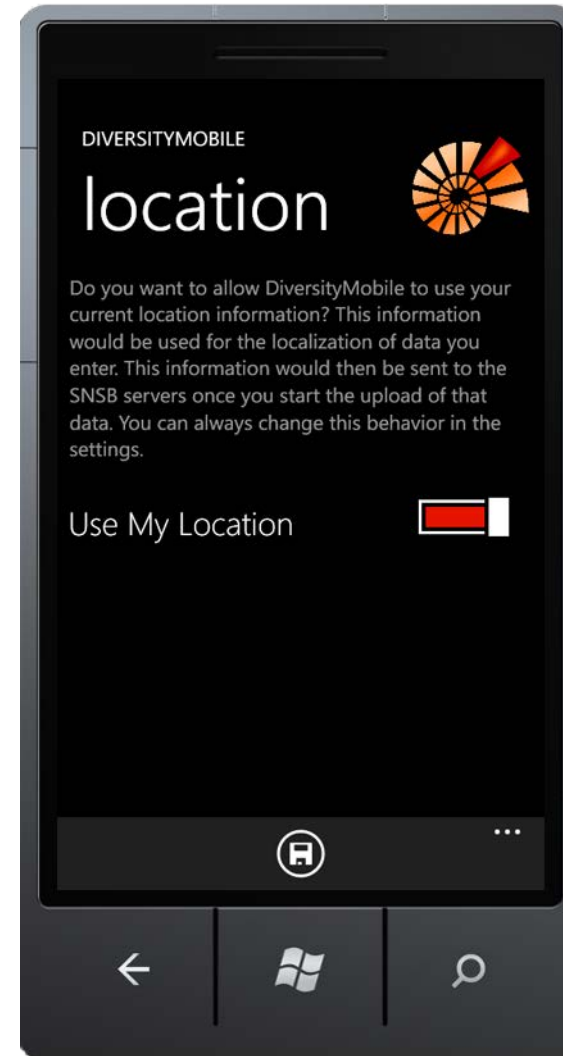 DIVERSITYMOBILE
location
Do you want to allow DiversityMobile to use your
current location information? This information
would be used for the localization of data you
enter. This information would then be sent to the
SNSB servers once you start the upload of that
data. You can always change this behavior in the
settings.
Use My Location